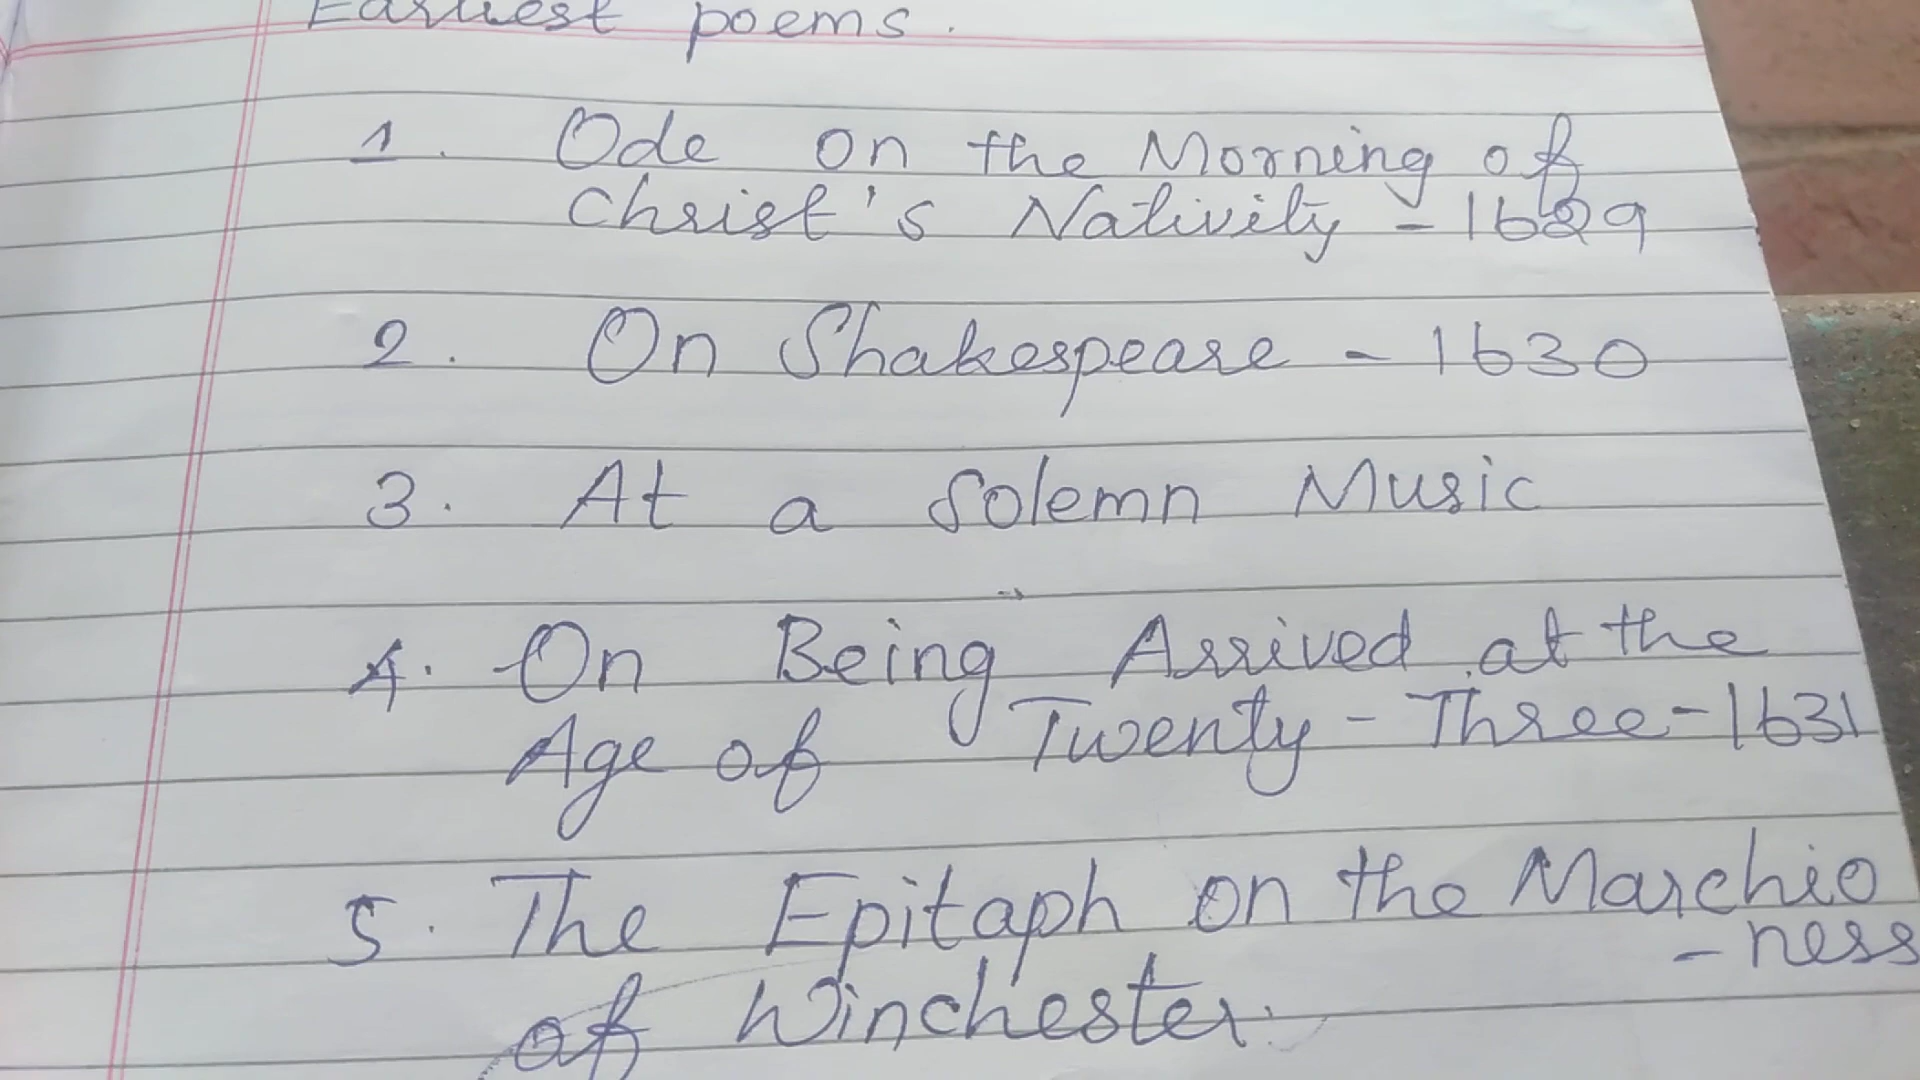 Earliest poems.
1. Ode on the Morning of
Christ's Nativity - 1629
2. On Shakespeare - 1630
3. At a Solemn Music
4. On Being Arrived at the
Age of Twenty - Three - 1631
5. The Epitaph on the Marchio
- ness
of Winchester.